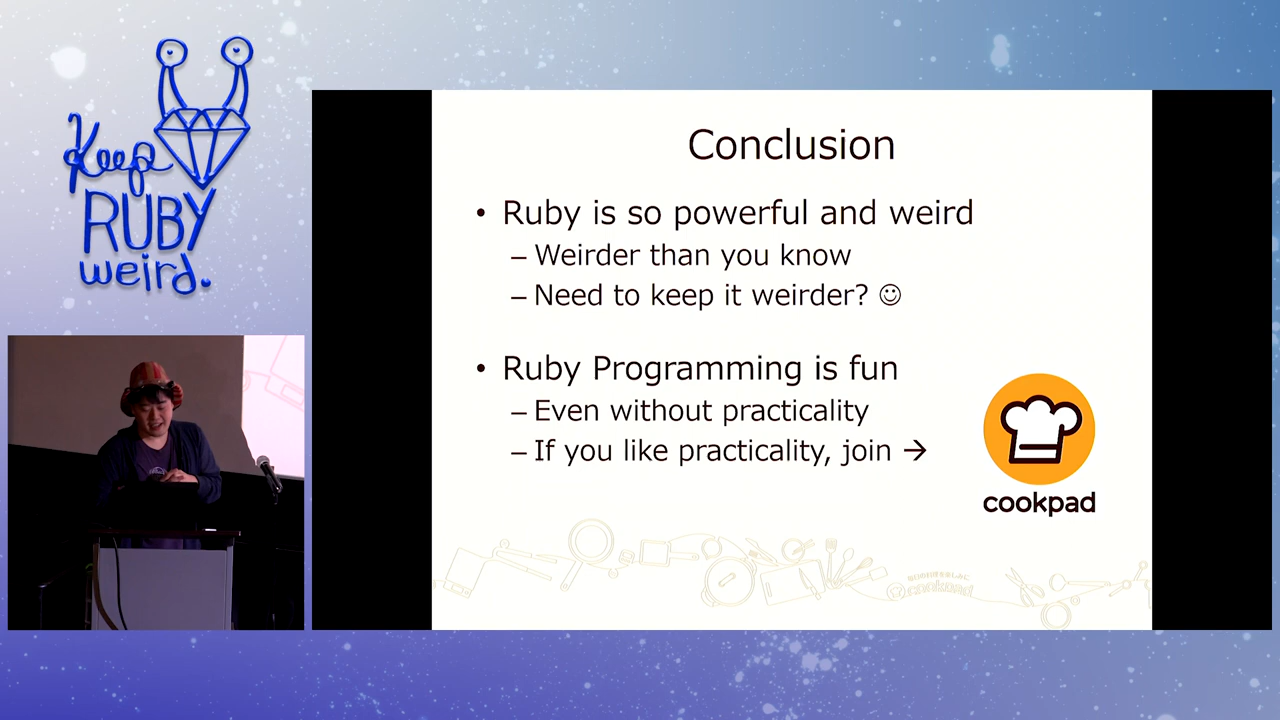 Keep
RUBY
weird.
Conclusion
• Ruby is so powerful and weird
– Weirder than you know
– Need to keep it weirder? ☺
• Ruby Programming is fun
– Even without practicality
– If you like practicality, join →
cookpad
cookpad